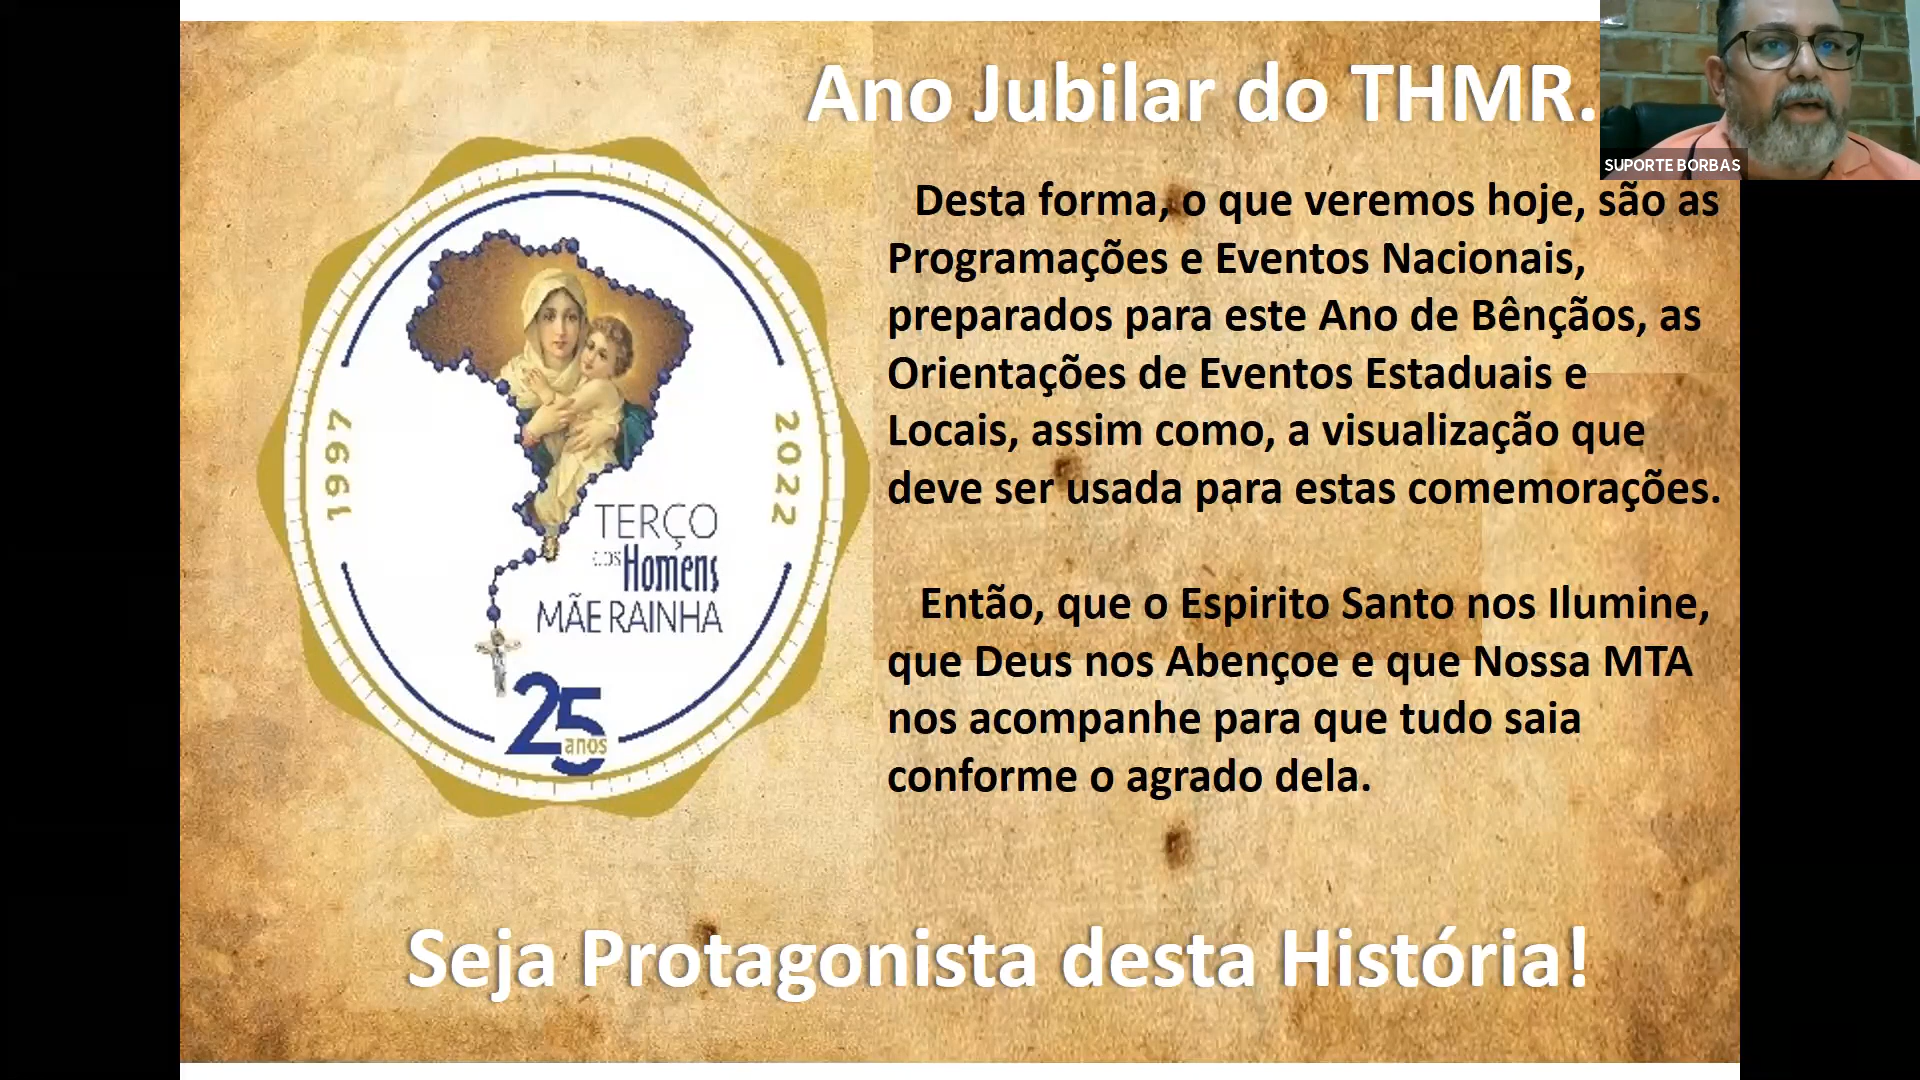 Ano Jubilar do THMR.
SUPORTE BORBAS
Desta forma, o que veremos hoje, são as
Programações e Eventos Nacionais,
preparados para este Ano de Bênçãos, as
Orientações de Eventos Estaduais e
Locais, assim como, a visualização que
deve ser usada para estas comemorações.
Então, que o Espirito Santo nos Ilumine,
que Deus nos Abençoe e que Nossa MTA
nos acompanhe para que tudo saia
conforme o agrado dela.
1997
2022
TERÇO
DOS Homens
MÃE RAINHA
25
anos
Seja Protagonista desta História!